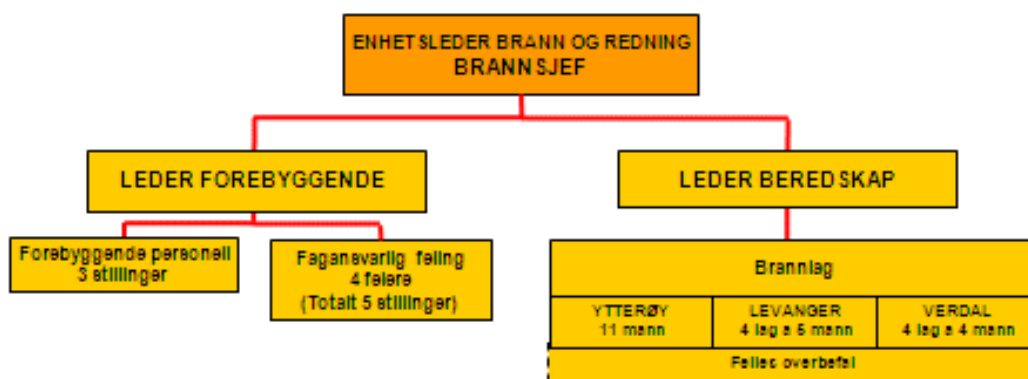 ENHETSLEDER BRANN OG REDNING
BRANNSJEF
LEDER FOREBYGGENDE
LEDER BEREDSKAP
Forebyggende personell
3 stillinger
Fagansvarlig feiing
4 feiere
(Totalt 5 stillinger)
Brannlag
YTTERØY
11 mann
LEVANGER
4 lag a 5 mann
VERDAL
4 lag a 4 mann
Felles overbefal